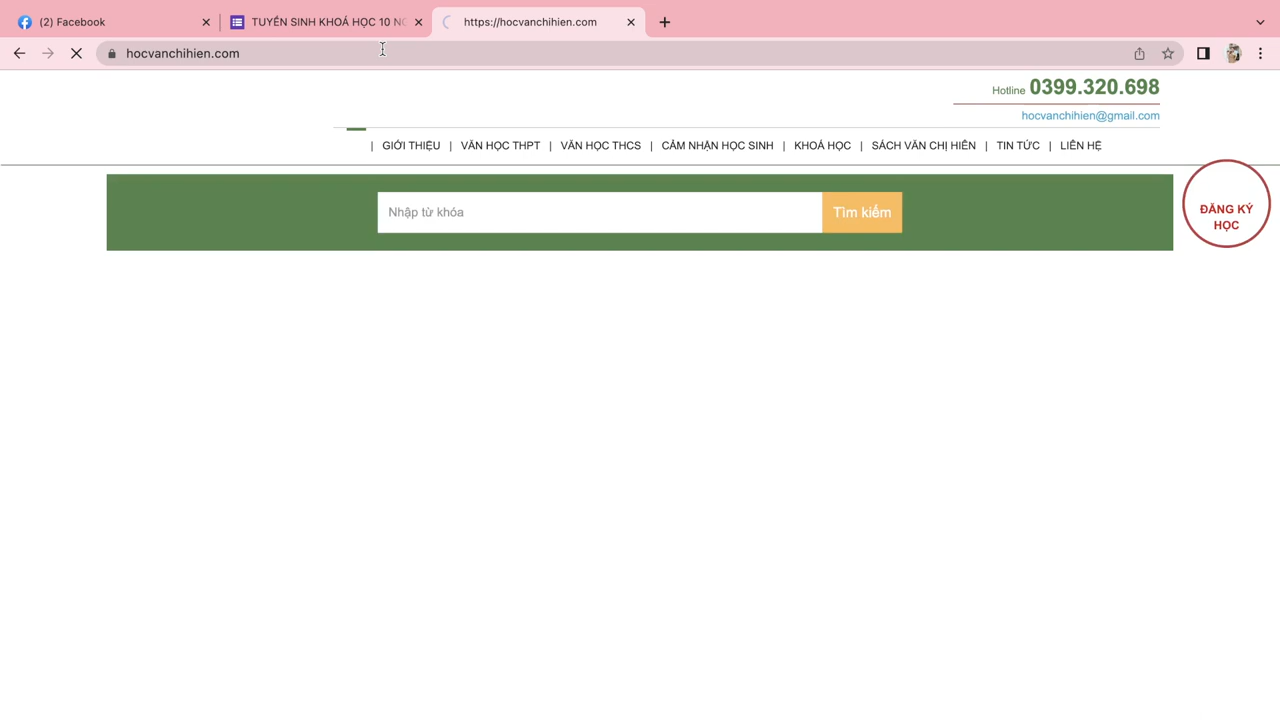 (2) Facebook
TUYỂN SINH KHOÁ HỌC 10 NG
https://hocvanchihien.com
hocvanchihien.com
Hotline 0399.320.698
hocvanchihien@gmail.com
| GIỚI THIỆU | VĂN HỌC THPT | VĂN HỌC THCS | CẢM NHẬN HỌC SINH | KHOÁ HỌC | SÁCH VĂN CHỊ HIÊN | TIN TỨC | LIÊN HỆ
Nhập từ khóa
Tìm kiếm
ĐĂNG KÝ
HỌC